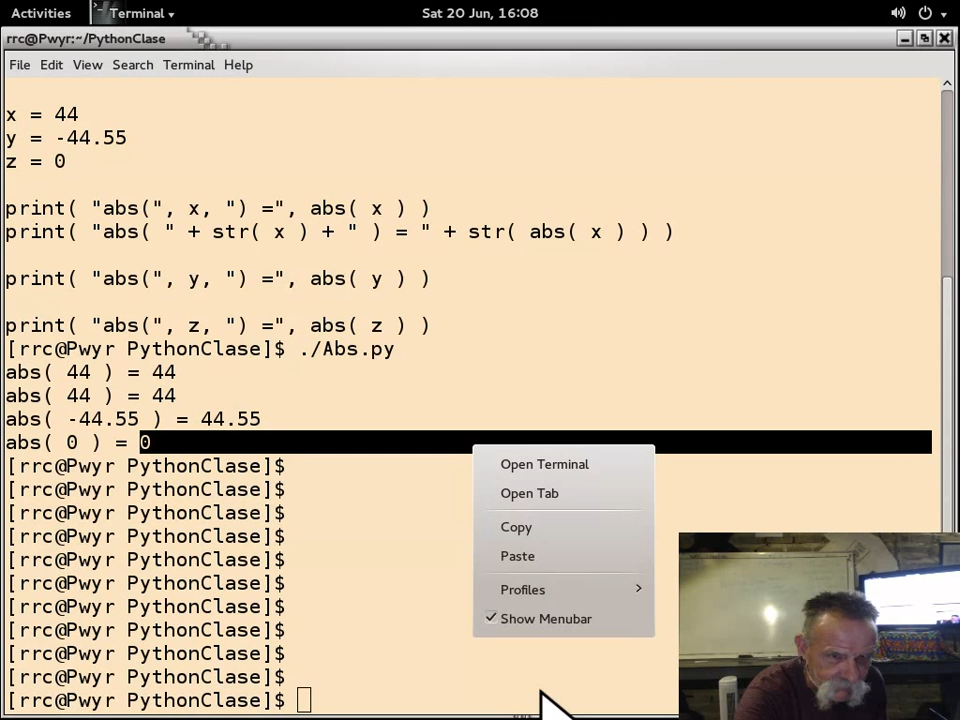 Activities
Terminal
Sat 20 Jun, 16:08
rrc@Pwyr:~/PythonClase
File Edit View Search Terminal Help
x = 44
y = -44.55
z = 0
print( "abs(", x, ") =", abs( x ) )
print( "abs( " + str( x ) + " ) = " + str( abs( x ) ) )
print( "abs(", y, ") =", abs( y ) )
print( "abs(", z, ") =", abs( z ) )
[rrc@Pwyr PythonClase]$ ./Abs.py
abs( 44 ) = 44
abs( 44 ) = 44
abs( -44.55 ) = 44.55
abs( 0 ) = 0
[rrc@Pwyr PythonClase]$
[rrc@Pwyr PythonClase]$
[rrc@Pwyr PythonClase]$
[rrc@Pwyr PythonClase]$
[rrc@Pwyr PythonClase]$
[rrc@Pwyr PythonClase]$
[rrc@Pwyr PythonClase]$
[rrc@Pwyr PythonClase]$
[rrc@Pwyr PythonClase]$
[rrc@Pwyr PythonClase]$
[rrc@Pwyr PythonClase]$
Open Terminal
Open Tab
Copy
Paste
Profiles
Show Menubar